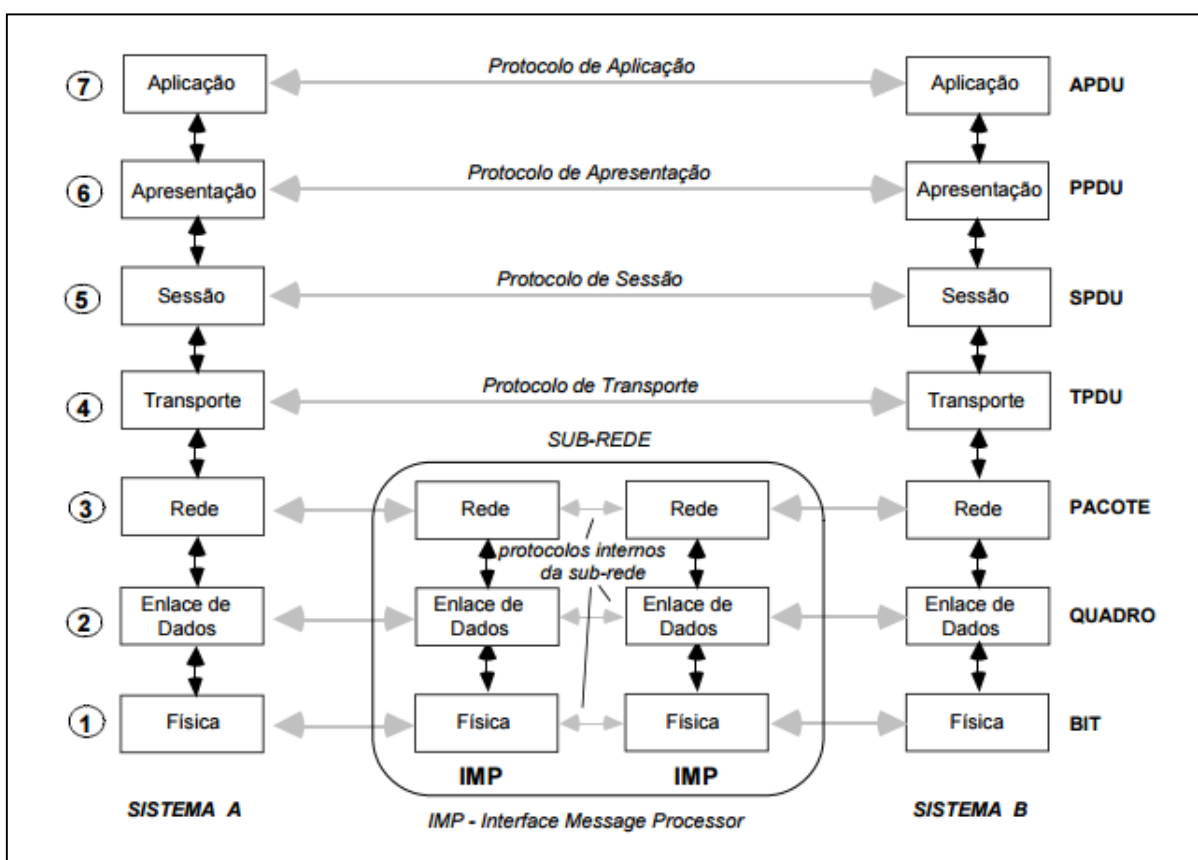 Protocolo de Aplicação
7
Aplicação
Aplicação
APDU
Protocolo de Apresentação
6
Apresentação
Apresentação
PPDU
Protocolo de Sessão
5
Sessão
Sessão
SPDU
Protocolo de Transporte
4
Transporte
Transporte
TPDU
SUB-REDE
3
Rede
Rede
Rede
Rede
PACOTE
protocolos internos
da sub-rede
2
Enlace de
Dados
Enlace de
Dados
Enlace de
Dados
Enlace de
Dados
QUADRO
1
Física
Física
Física
Física
BIT
IMP
IMP
SISTEMA A
IMP - Interface Message Processor
SISTEMA B